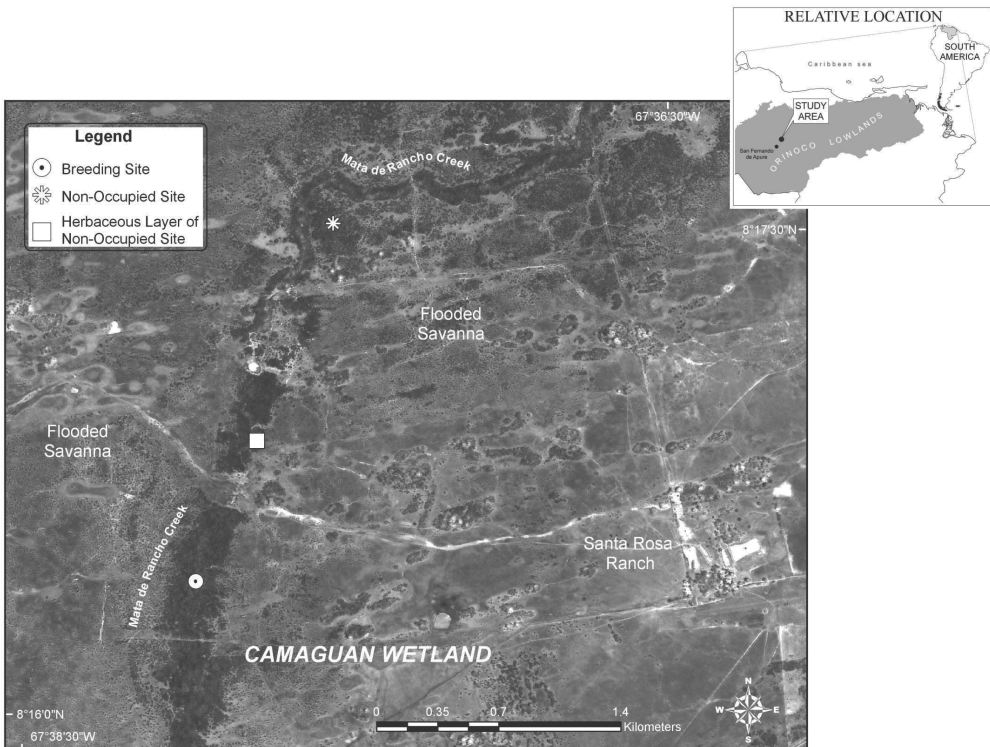 RELATIVE LOCATION
SOUTH
AMERICA
Caribbean sea
STUDY
AREA
San Fernando
de Apure
ORINOCO LOWLANDS
67°36'30"W
Legend
Breeding Site
Non-Occupied Site
Herbaceous Layer of
Non-Occupied Site
Mata de Rancho Creek
8°17'30"N
Flooded
Savanna
Flooded
Savanna
Mata de Rancho Creek
Santa Rosa
Ranch
CAMAGUAN WETLAND
8°16'0"N
67°38'30"W
0 0.35 0.7 1.4
Kilometers
N
W E
S